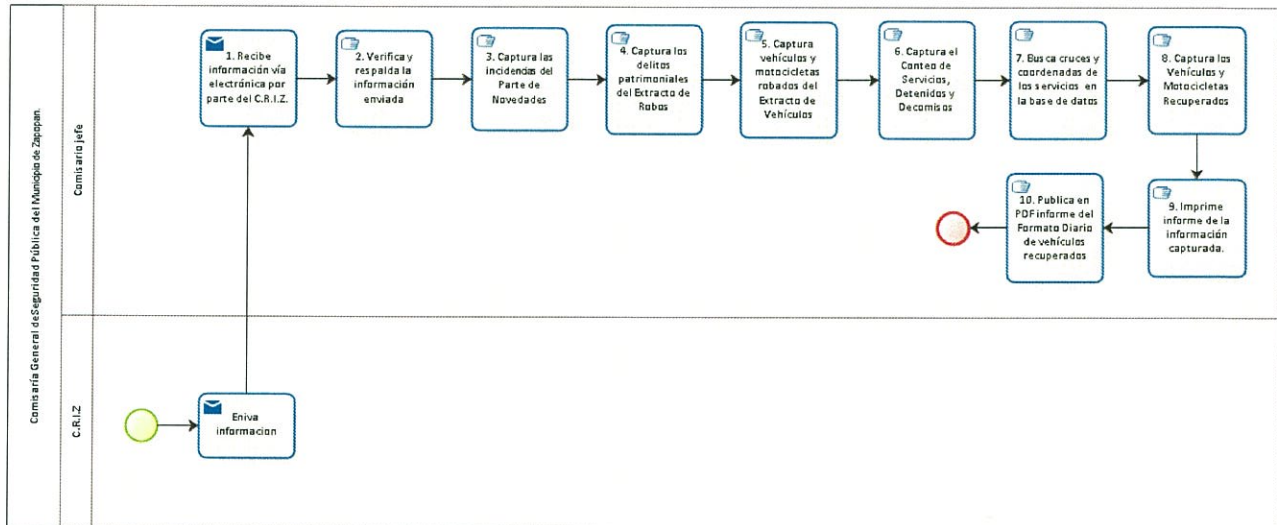 Comisaría General deSeguridad Pública del Municipio de Zapopan.
Comisario jefe
1. Recibe
información vía
electrónica por
parte del C.R.I.Z.
2. Verifica y
respalda la
información
enviada
3. Captura las
incidencias del
Parte de
Novedades
4. Captura los
delitos
patrimoniales
del Extracto de
Robos
5. Captura
vehículos y
motocicletas
robados del
Extracto de
Vehículos
6. Captura el
Conteo de
Servicios,
Detenidos y
Decomisos
7. Busca cruces y
coordenadas de
los servicios en
la base de datos
8. Captura los
Vehículos y
Motocicletas
Recuperados
9. Imprime
informe de la
información
capturada.
10. Publica en
PDF informe del
Formato Diario
de vehículos
recuperados
C.R.I.Z
Eniva
informacion